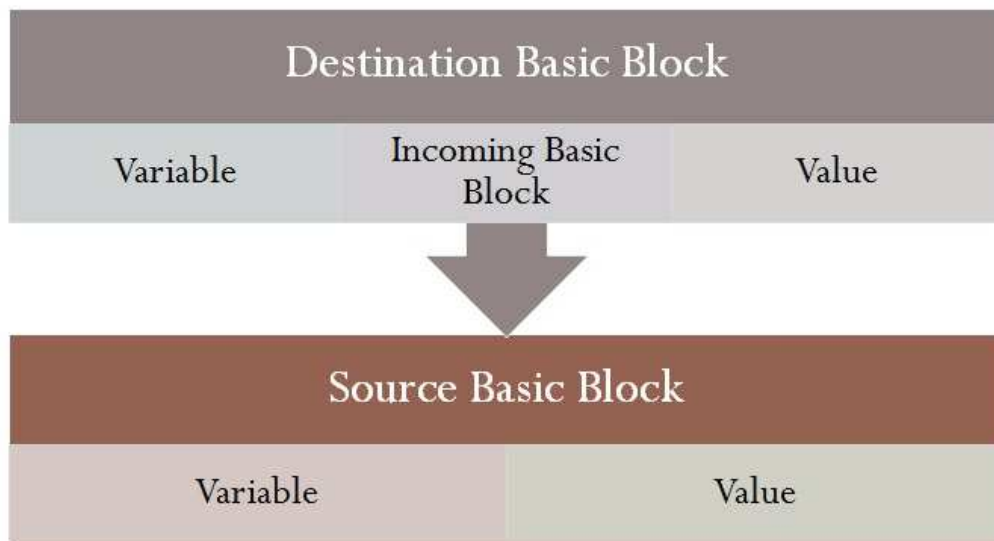 Destination Basic Block
Variable
Incoming Basic
Block
Value
Source Basic Block
Variable
Value